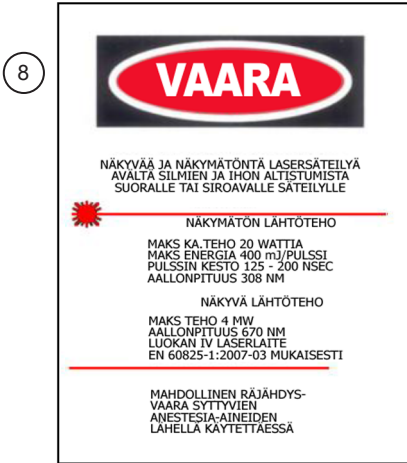 8
VAARA
NÄKYVÄÄ JA NÄKYMÄTÖNTÄ LASERSÄTEILYÄ
AVÄLTÄ SILMIEN JA IHON ALTISTUMISTA
SUORALLE TAI SIROAVALLE SÄTEILYLLE
NÄKYMÄTÖN LÄHTÖTEHO
MAKS KA.TEHO 20 WATTIA
MAKS ENERGIA 400 mJ/PULSSI
PULSSIN KESTO 125 - 200 NSEC
AALLONPITUUS 308 NM
NÄKYVÄ LÄHTÖTEHO
MAKS TEHO 4 MW
AALLONPITUUS 670 NM
LUOKAN IV LASERLAITE
EN 60825-1:2007-03 MUKAISESTI
MAHDOLLINEN RÄJÄHDYS-
VAARA SYTTYVIEN
ANESTESIA-AINEIDEN
LÄHELLÄ KÄYTETTÄESSÄ